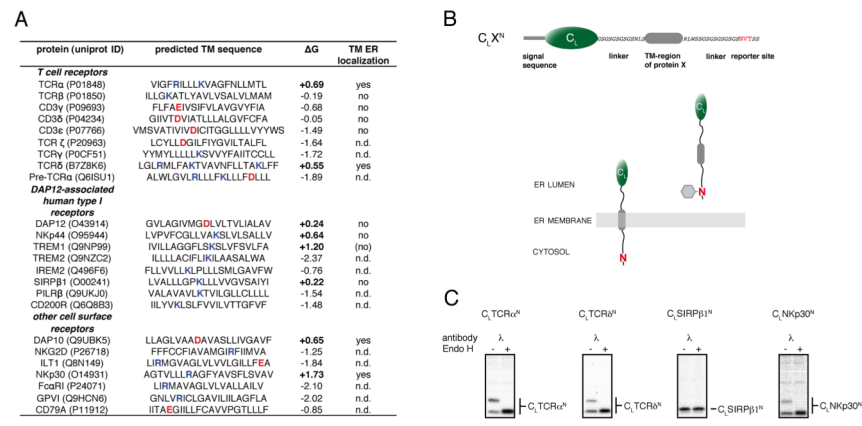 A
protein (uniprot ID) predicted TM sequence ΔG TM ER localization
T cell receptors
TCRα (P01848) VIGFRILLLKVAGFNLLMTL +0.69 yes
TCRβ (P01850) ILLGKATLYAVLVSALVLMAM -0.19 no
CD3γ (P09693) FLFAEIVSIFVLAVGVYFIA -0.68 no
CD3δ (P04234) GIIVTDVIATLLLALGVFCFA -0.05 no
CD3ε (P07766) VMSVATIVIVDICITGGLLLLVYYWS -1.49 no
TCR ζ (P20963) LCYLLDGILFIYGVILTALFL -1.64 n.d.
TCRγ (P0CF51) YYMYLLLLLKSVVYFAIITCCLL -1.72 n.d.
TCRδ (B7Z8K6) LGLRMLFAKTVAVNFLLTAKLFF +0.55 yes
Pre-TCRα (Q6ISU1) ALWLGVLRLLLFKLLLFDLLL -1.89 n.d.
DAP12-associated
human type I
receptors
DAP12 (O43914) GVLAGIVMGDLVLTVLIALAV +0.24 no
NKp44 (O95944) LVPVFCGLLVAKSLVLSALLV +0.64 no
TREM1 (Q9NP99) IVILLAGGFLSKSLVFSVLFA +1.20 (no)
TREM2 (Q9NZC2) ILLLLACIFLIKILAASALWA -2.37 n.d.
IREM2 (Q496F6) FLLVVLLKLPLLLSMLGAVFW -0.76 n.d.
SIRPβ1 (O00241) LVALLLGPKLLLVVGVSAIYI +0.22 no
PILRβ (Q9UKJ0) VALAVAVLKTVILGLLCLLLL -1.54 n.d.
CD200R (Q6Q8B3) IILYVKLSLFVVILVTTGFVF -1.48 n.d.
other cell surface
receptors
DAP10 (Q9UBK5) LLAGLVAADAVASLLIVGAVF +0.65 yes
NKG2D (P26718) FFFCCFIAVAMGIRFIIMVA -1.25 n.d.
ILT1 (Q8N149) LIRMGVAGLVLVVLGILLFEA -1.84 n.d.
NKp30 (O14931) AGTVLLLRAGFYAVSFLSVAV +1.73 yes
FcαRI (P24071) LIRMAVAGLVLVALLAILV -2.10 n.d.
GPVI (Q9HCN6) GNLVRICLGAVILIILAGFLA -2.02 n.d.
CD79A (P11912) IITAEGIILLFCAVVPGTLLLF -0.85 n.d.
B
CLXN
CL GSGSGSGSGSNLS RLMSSGSGSGSGSGSNVTSS
signal sequence linker TM-region of protein X linker reporter site
CL
CL
ER LUMEN
N
ER MEMBRANE
CYTOSOL
N
C
CLTCRαN CLTCRδN CLSIRPβ1N CLNKp30N
antibody λ λ λ λ
Endo H - + - + - + - +
CLTCRαN CLTCRδN CLSIRPβ1N CLNKp30N